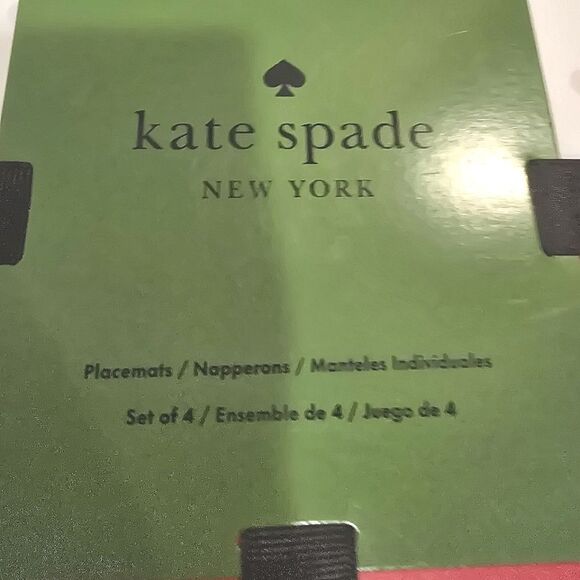 kate spade
NEW YORK
Placemats / Napperons / Manteles Individuales
Set of 4 / Ensemble de 4 / Juego de 4